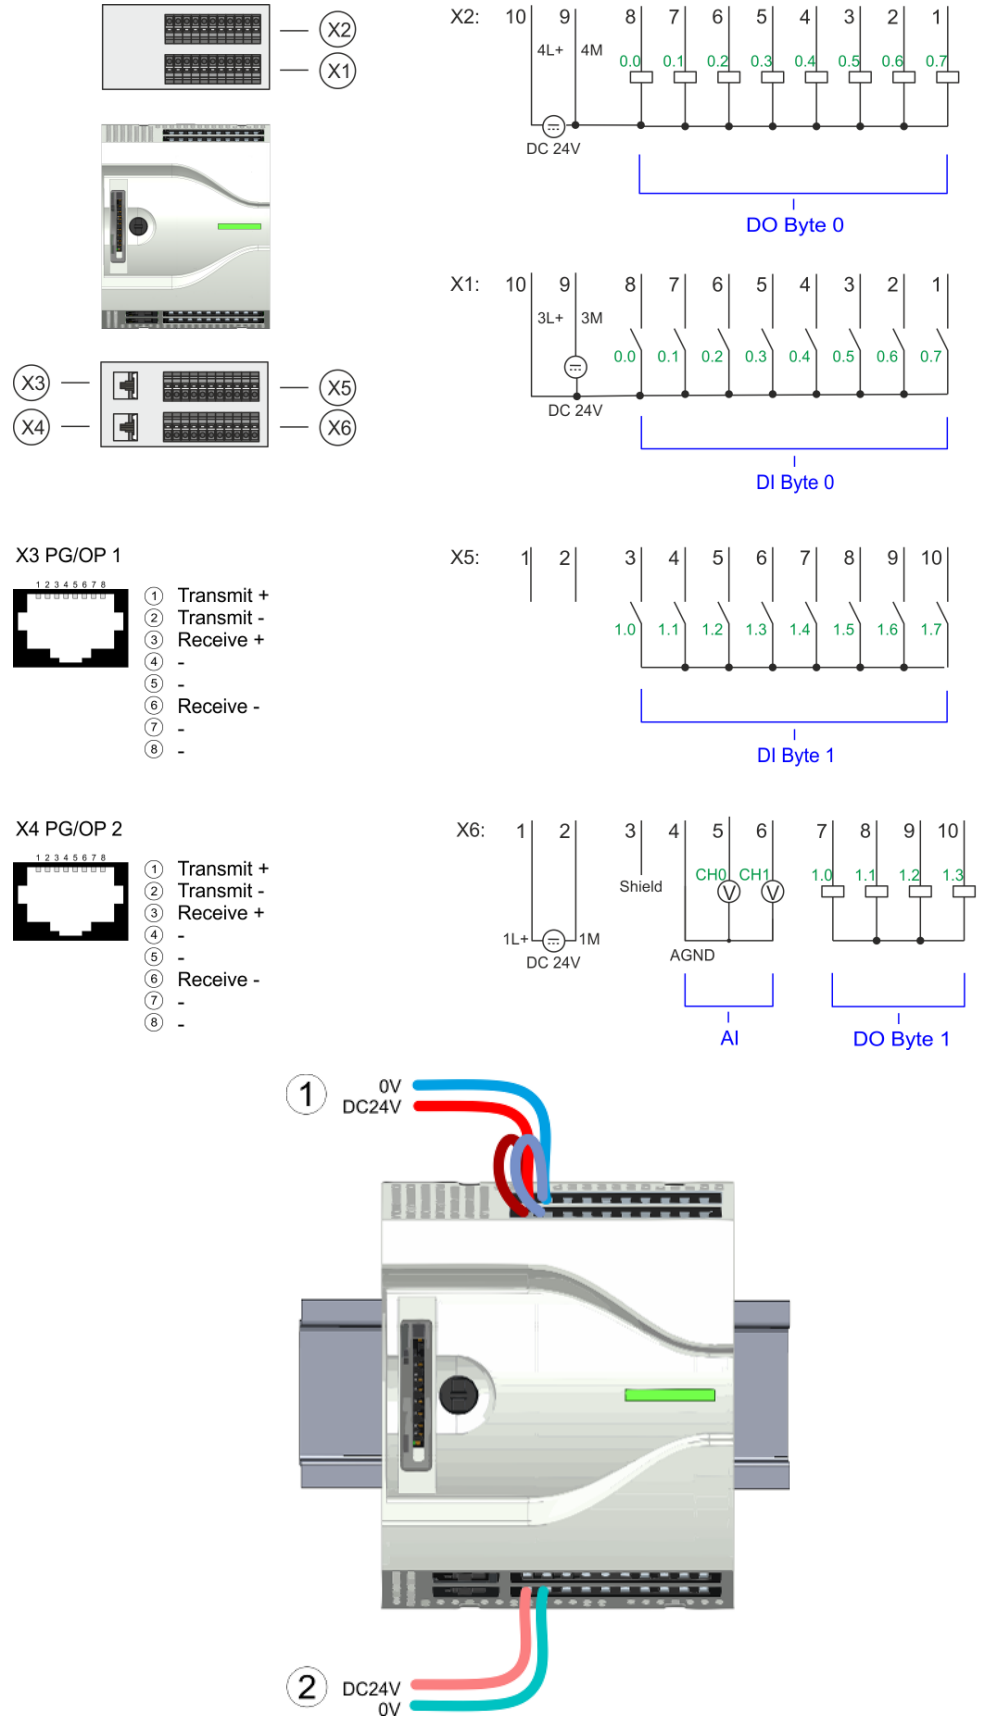 X2
X1
X2: 10 9 8 7 6 5 4 3 2 1
4L+ 4M
0.0 0.1 0.2 0.3 0.4 0.5 0.6 0.7
DC 24V
DO Byte 0
X1: 10 9 8 7 6 5 4 3 2 1
3L+ 3M
0.0 0.1 0.2 0.3 0.4 0.5 0.6 0.7
DC 24V
DI Byte 0
X3
X4
X5
X6
X3 PG/OP 1
1 2 3 4 5 6 7 8
1 Transmit +
2 Transmit -
3 Receive +
4 -
5 -
6 Receive -
7 -
8 -
X5: 1 2 3 4 5 6 7 8 9 10
1.0 1.1 1.2 1.3 1.4 1.5 1.6 1.7
DI Byte 1
X4 PG/OP 2
1 2 3 4 5 6 7 8
1 Transmit +
2 Transmit -
3 Receive +
4 -
5 -
6 Receive -
7 -
8 -
X6: 1 2 3 4 5 6 7 8 9 10
CH0 CH1 1.0 1.1 1.2 1.3
Shield
V V
1L+ 1M
AGND
DC 24V
AI
DO Byte 1
1
0V
DC24V
2
DC24V
0V